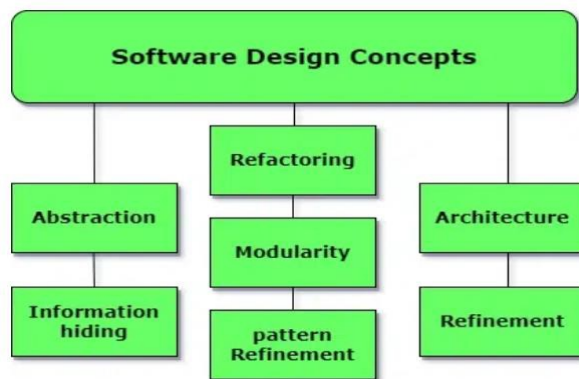 Software Design Concepts
Refactoring
Abstraction
Architecture
Modularity
Information
hiding
Refinement
pattern
Refinement